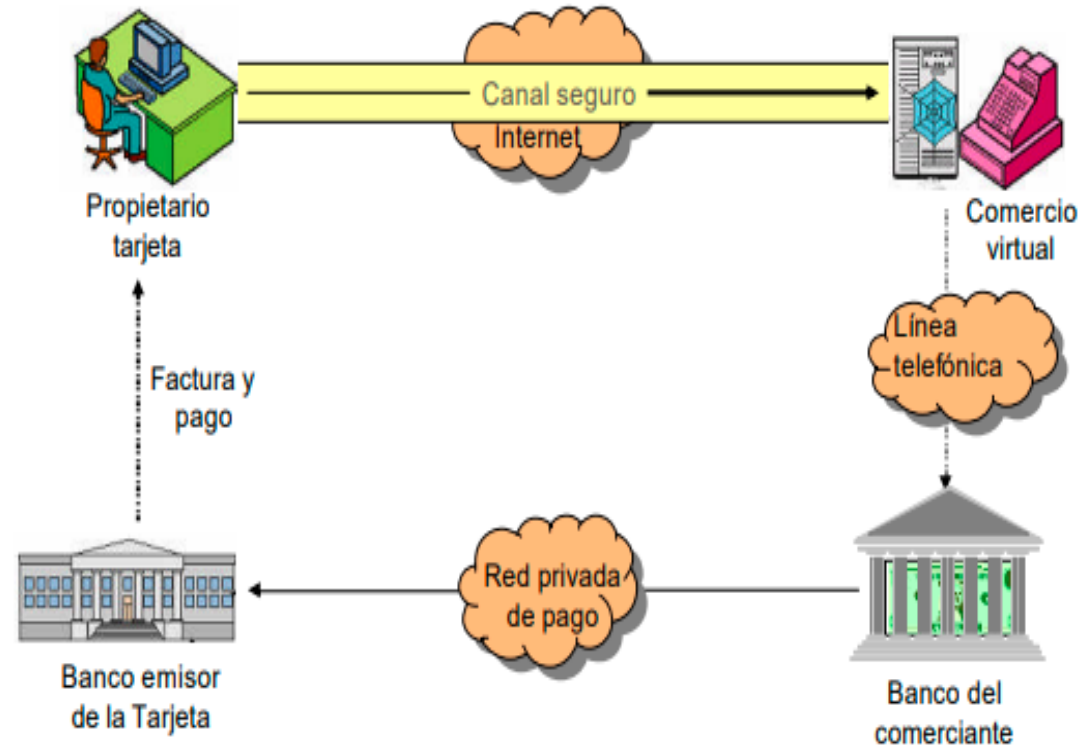 Canal seguro
Internet
Propietario
tarjeta
Comercio
virtual
Línea
telefónica
Factura y
pago
Red privada
de pago
Banco emisor
de la Tarjeta
Banco del
comerciante